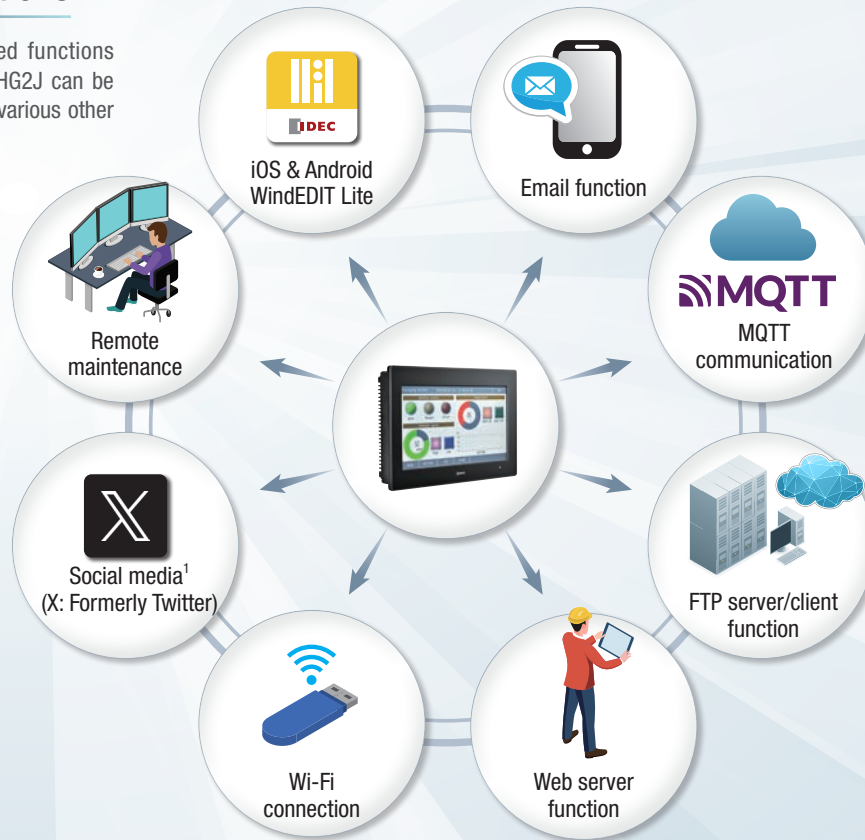 ed functions
HG2J can be
various other
IDEC
iOS & Android
WindEDIT Lite
Email function
Remote
maintenance
MQTT
MQTT
communication
Social media¹
(X: Formerly Twitter)
FTP server/client
function
Wi-Fi
connection
Web server
function